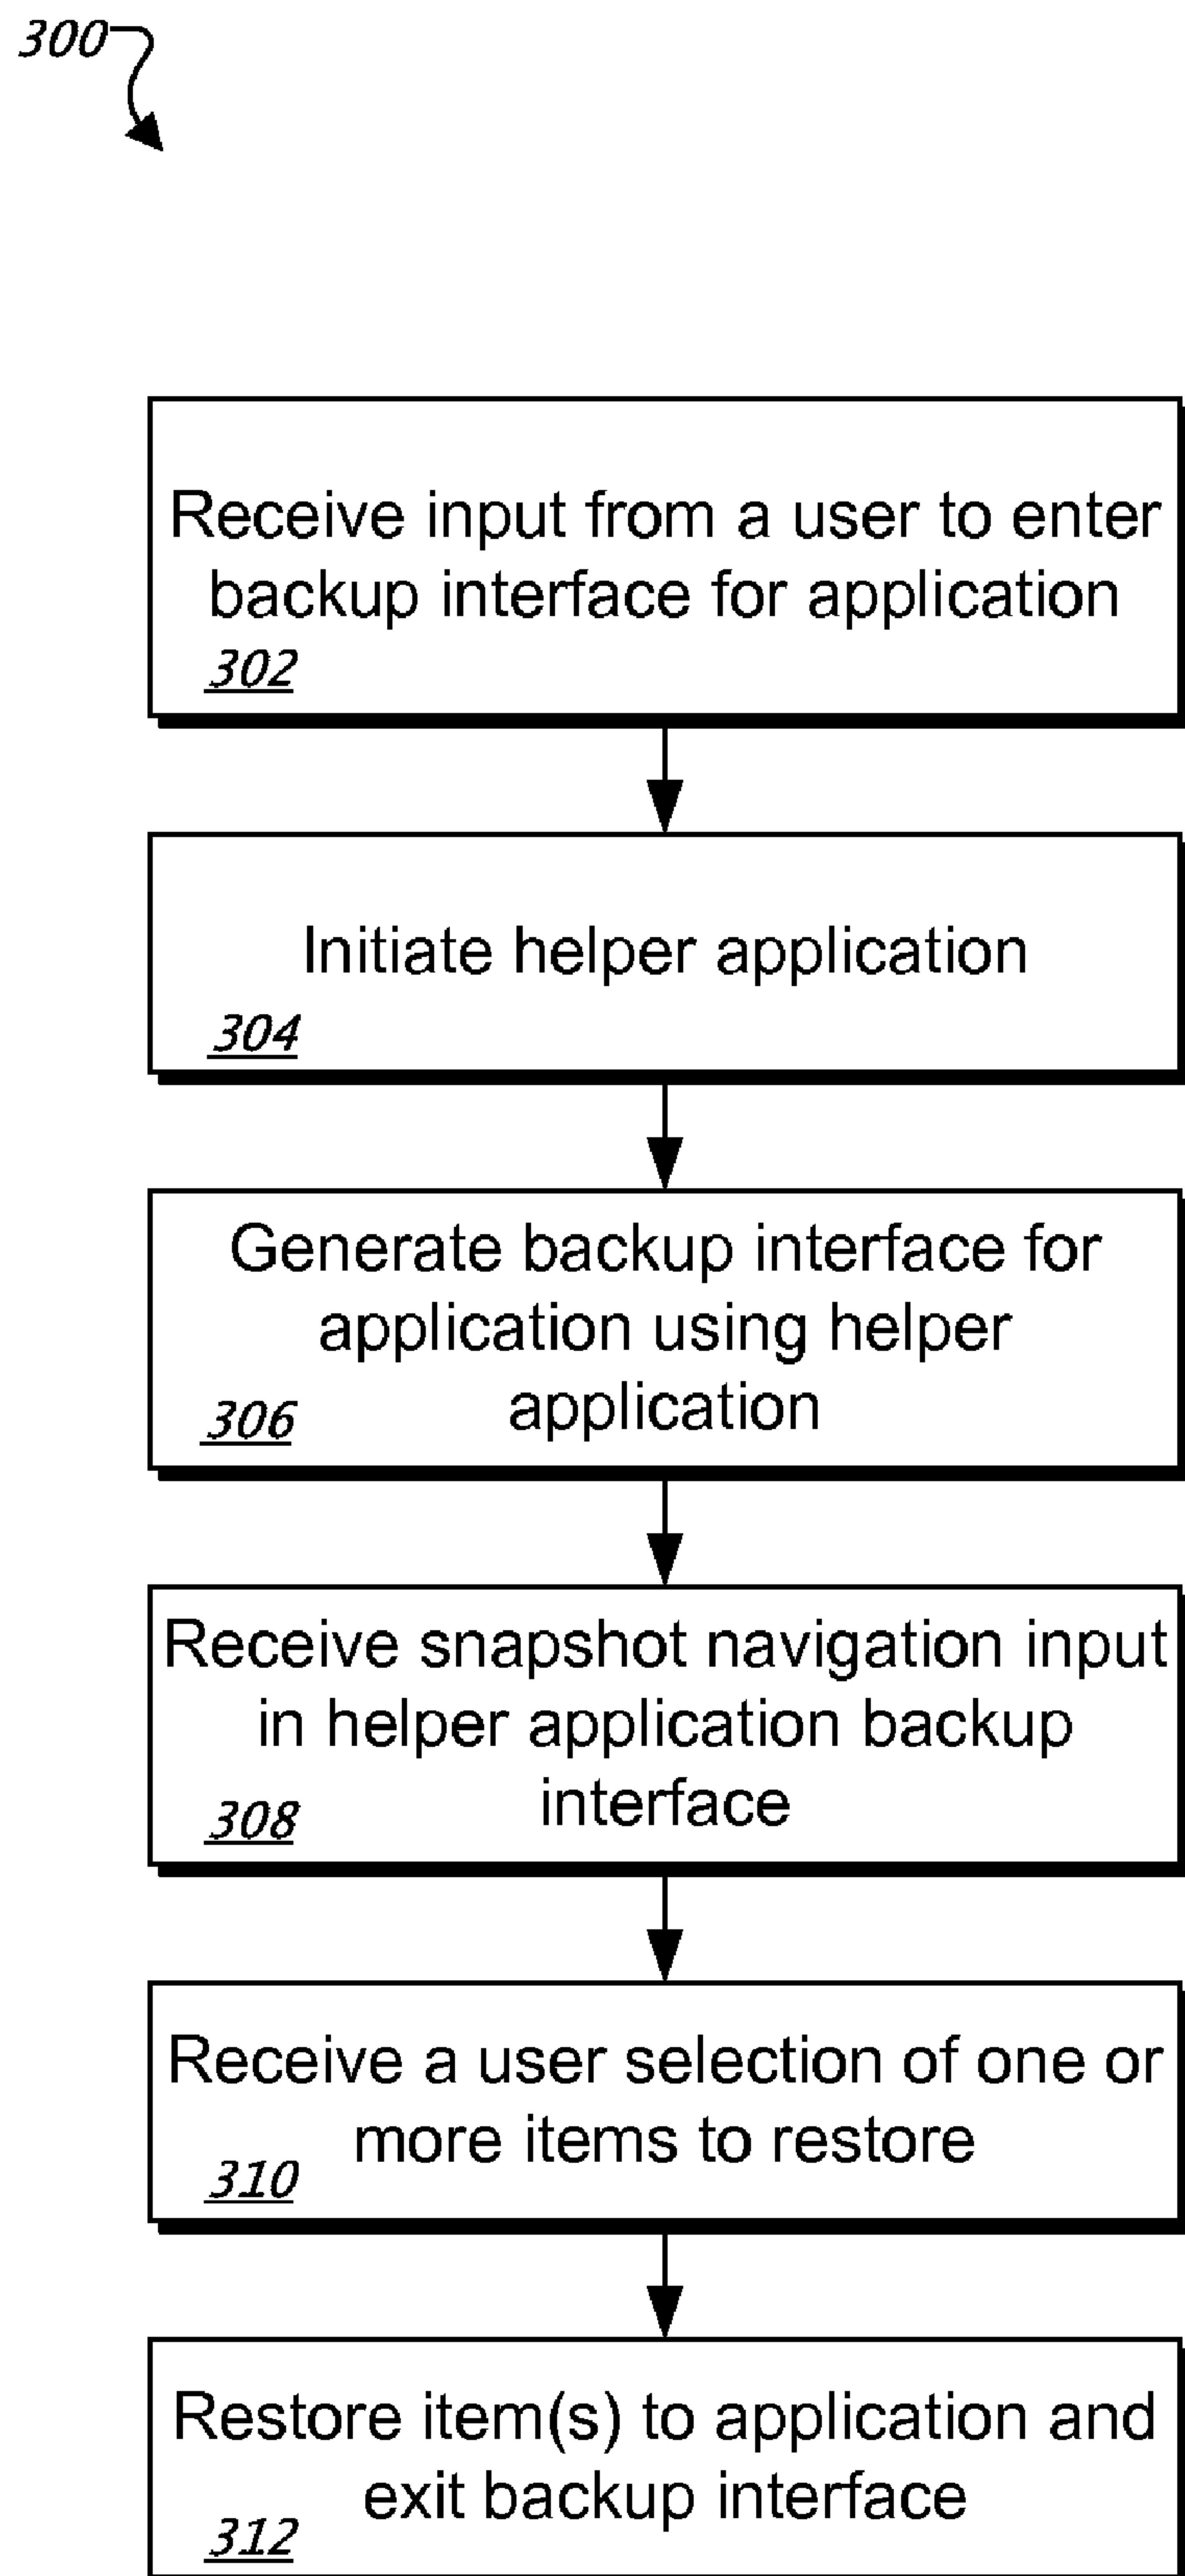 300
Receive input from a user to enter
backup interface for application
302
Initiate helper application
304
Generate backup interface for
application using helper
application
306
Receive snapshot navigation input
in helper application backup
interface
308
Receive a user selection of one or
more items to restore
310
Restore item(s) to application and
exit backup interface
312